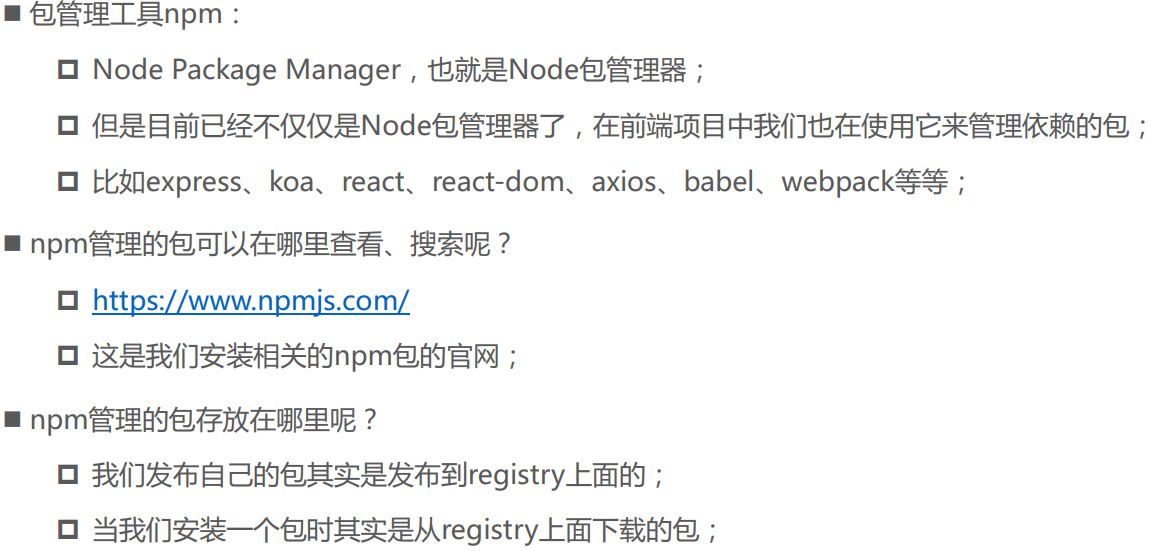 ■ 包管理工具npm：
◻ Node Package Manager，也就是Node包管理器；
◻ 但是目前已经不仅仅是Node包管理器了，在前端项目中我们也在使用它来管理依赖的包；
◻ 比如express、koa、react、react-dom、axios、babel、webpack等等；
■ npm管理的包可以在哪里查看、搜索呢？
◻ https://www.npmjs.com/
◻ 这是我们安装相关的npm包的官网；
■ npm管理的包存放在哪里呢？
◻ 我们发布自己的包其实是发布到registry上面的；
◻ 当我们安装一个包时其实是从registry上面下载的包；